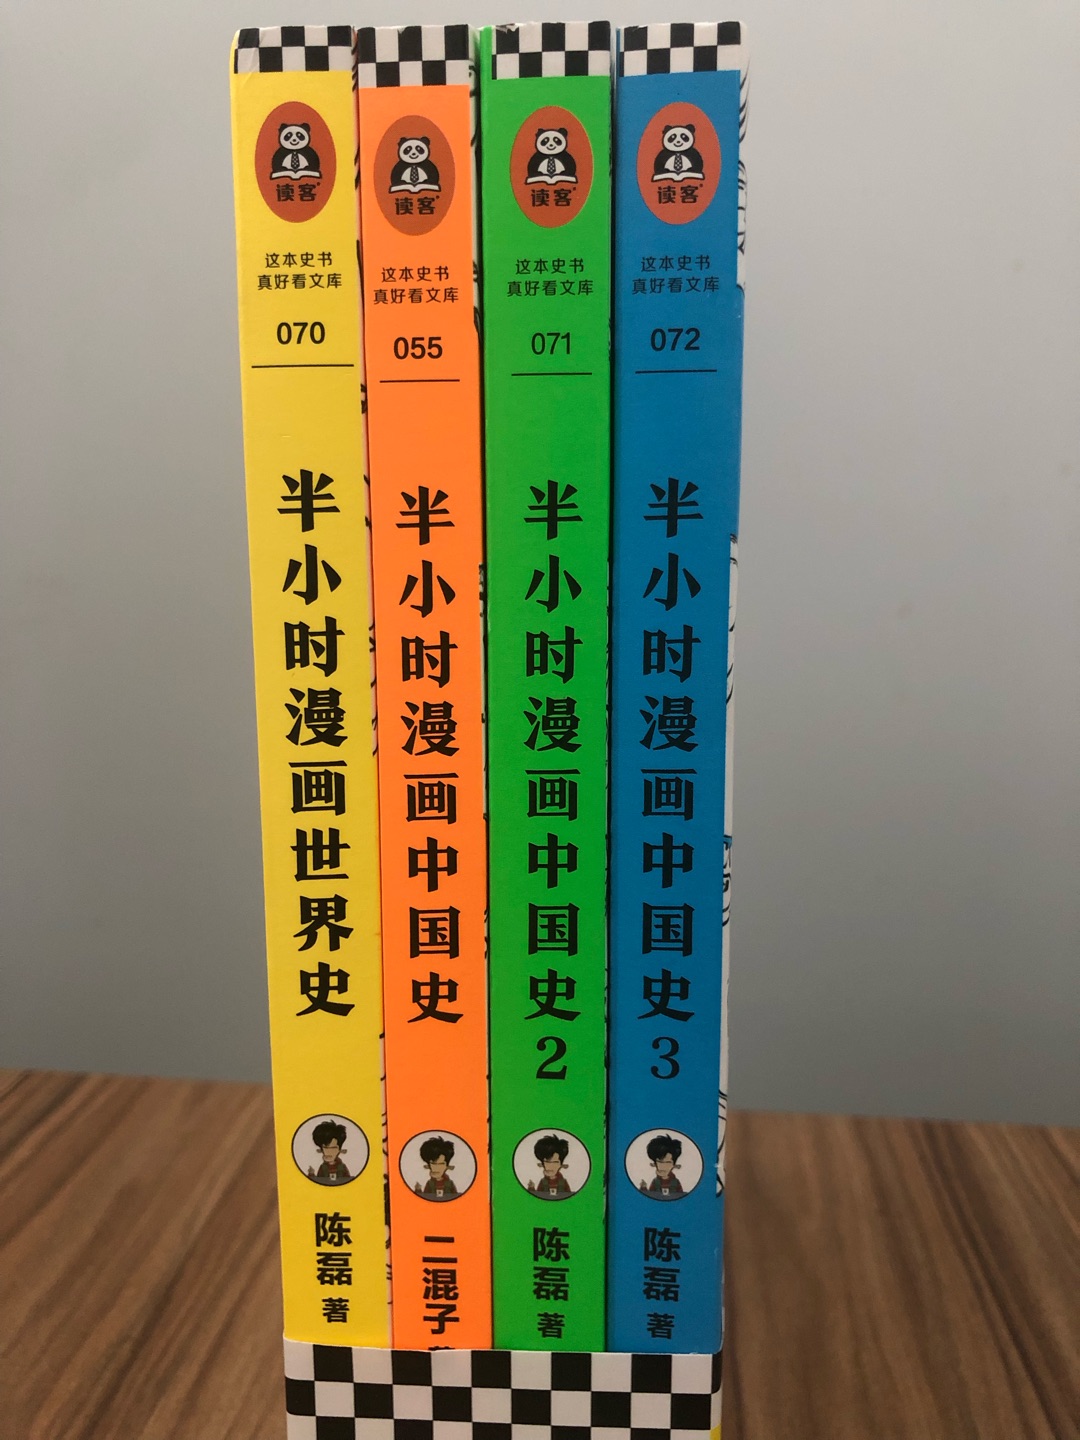 读客
这本史书
真好看文库
070
半小时漫画世界史
陈磊 著
读客
这本史书
真好看文库
055
半小时漫画中国史
二混子
读客
这本史书
真好看文库
071
半小时漫画中国史2
陈磊 著
读客
这本史书
真好看文库
072
半小时漫画中国史3
陈磊 著